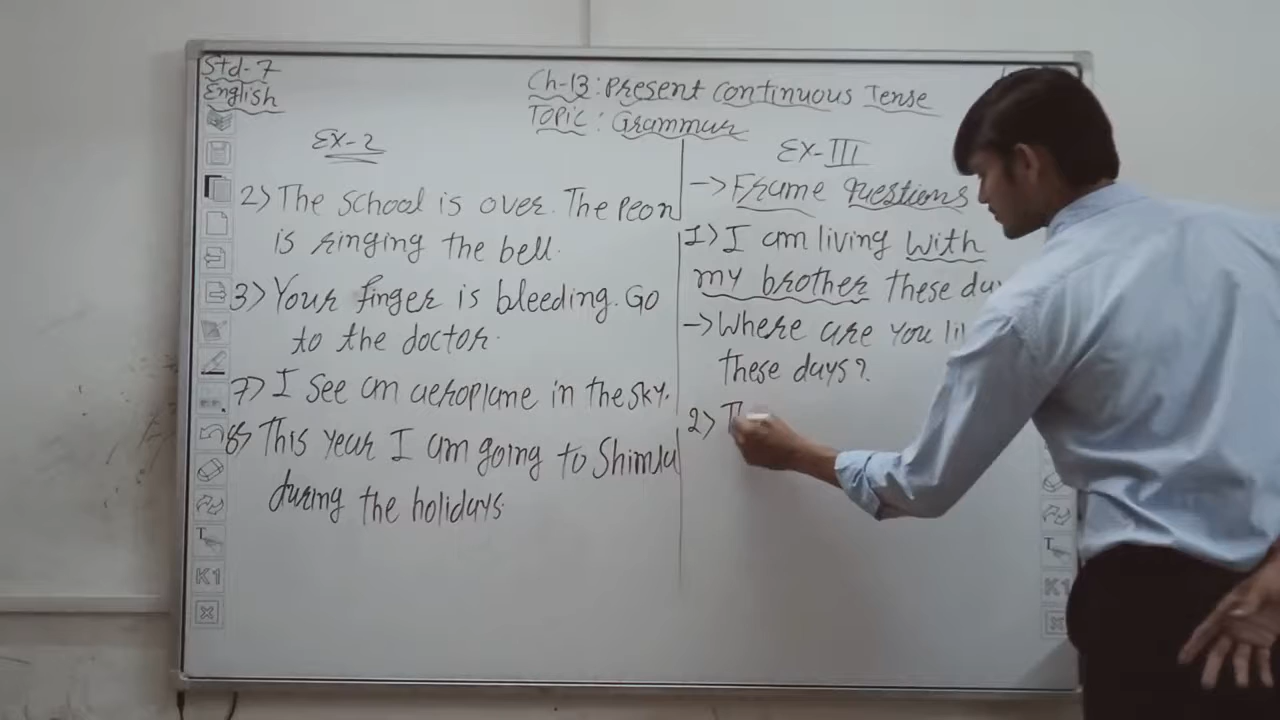 Std-7
English
Ch-13: Present Continuous Tense
Topic: Grammar
Ex-2
2) The school is over. The peon
is ringing the bell.
3) Your finger is bleeding. Go
to the doctor.
7) I see an aeroplane in the sky.
8) This year I am going to Shimla
during the holidays.
Ex-III
-> Frame questions
1) I am living with
my brother these
-> Where are you
these days?
2)
T
K1
T
K1